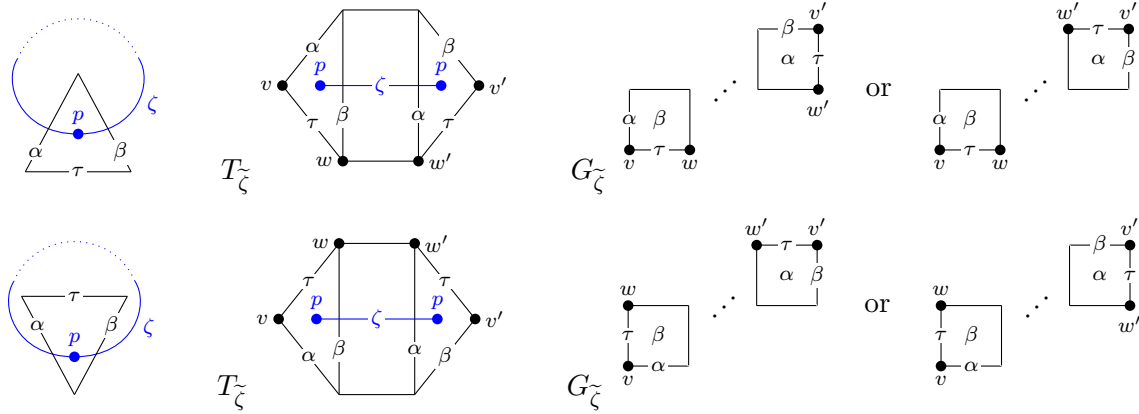 p ζ α β τ
T_ζ̃ v α p τ β w ζ α w' β p τ v'
G_ζ̃ α β v τ w ⋰ β v' α τ w' or α β v τ w ⋰ w' τ v' α β
τ α β p ζ
T_ζ̃ w w' τ τ v p ζ p v' α β α β
G_ζ̃ w τ β v α ⋰ w' τ v' α β or w τ β v α ⋰ β v' α τ w'